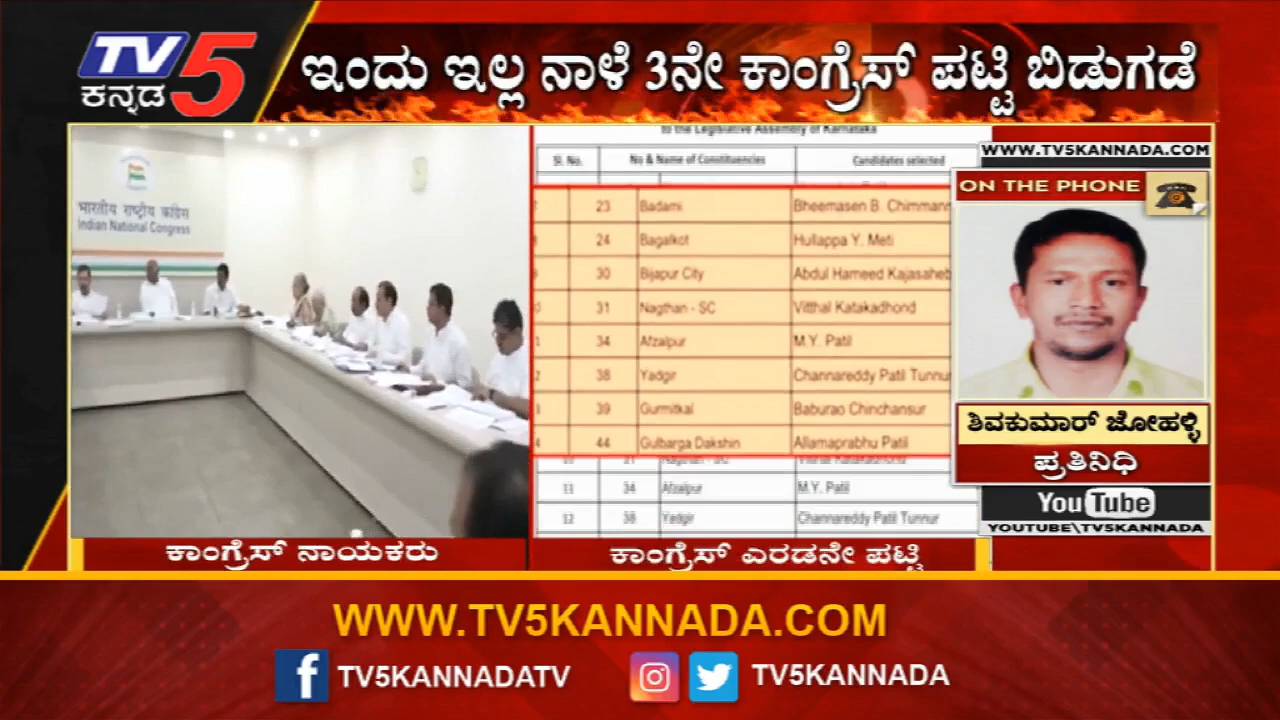 TV5
ಕನ್ನಡ
ಇಂದು ಇಲ್ಲ ನಾಳೆ 3ನೇ ಕಾಂಗ್ರೆಸ್ ಪಟ್ಟಿ ಬಿಡುಗಡೆ
भारतीय राष्ट्रीय कांग्रेस
Indian National Congress
to the Legislative Assembly of Karnataka
Sl. No. No & Name of Constituencies Candidates selected
23 Badami Bheemasen B. Chimmann
24 Bagalkot Hullappa Y. Meti
30 Bijapur City Abdul Hameed Kajasaheb
31 Nagthan - SC Vitthal Katakadhond
34 Afzalpur M.Y. Patil
38 Yadgir Channareddy Patil Tunnur
39 Gurmitkal Baburao Chinchansur
44 Gulbarga Dakshin Allamaprabhu Patil
11 34 Afzalpur M.Y. Patil
12 38 Yadgir Channareddy Patil Tunnur
WWW.TV5KANNADA.COM
ON THE PHONE
ಶಿವಕುಮಾರ್ ಜೋಹಳ್ಳಿ
ಪ್ರತಿನಿಧಿ
YouTube
YOUTUBE\TV5KANNADA
ಕಾಂಗ್ರೆಸ್ ನಾಯಕರು
ಕಾಂಗ್ರೆಸ್ ಎರಡನೇ ಪಟ್ಟಿ
WWW.TV5KANNADA.COM
f TV5KANNADATV
TV5KANNADA